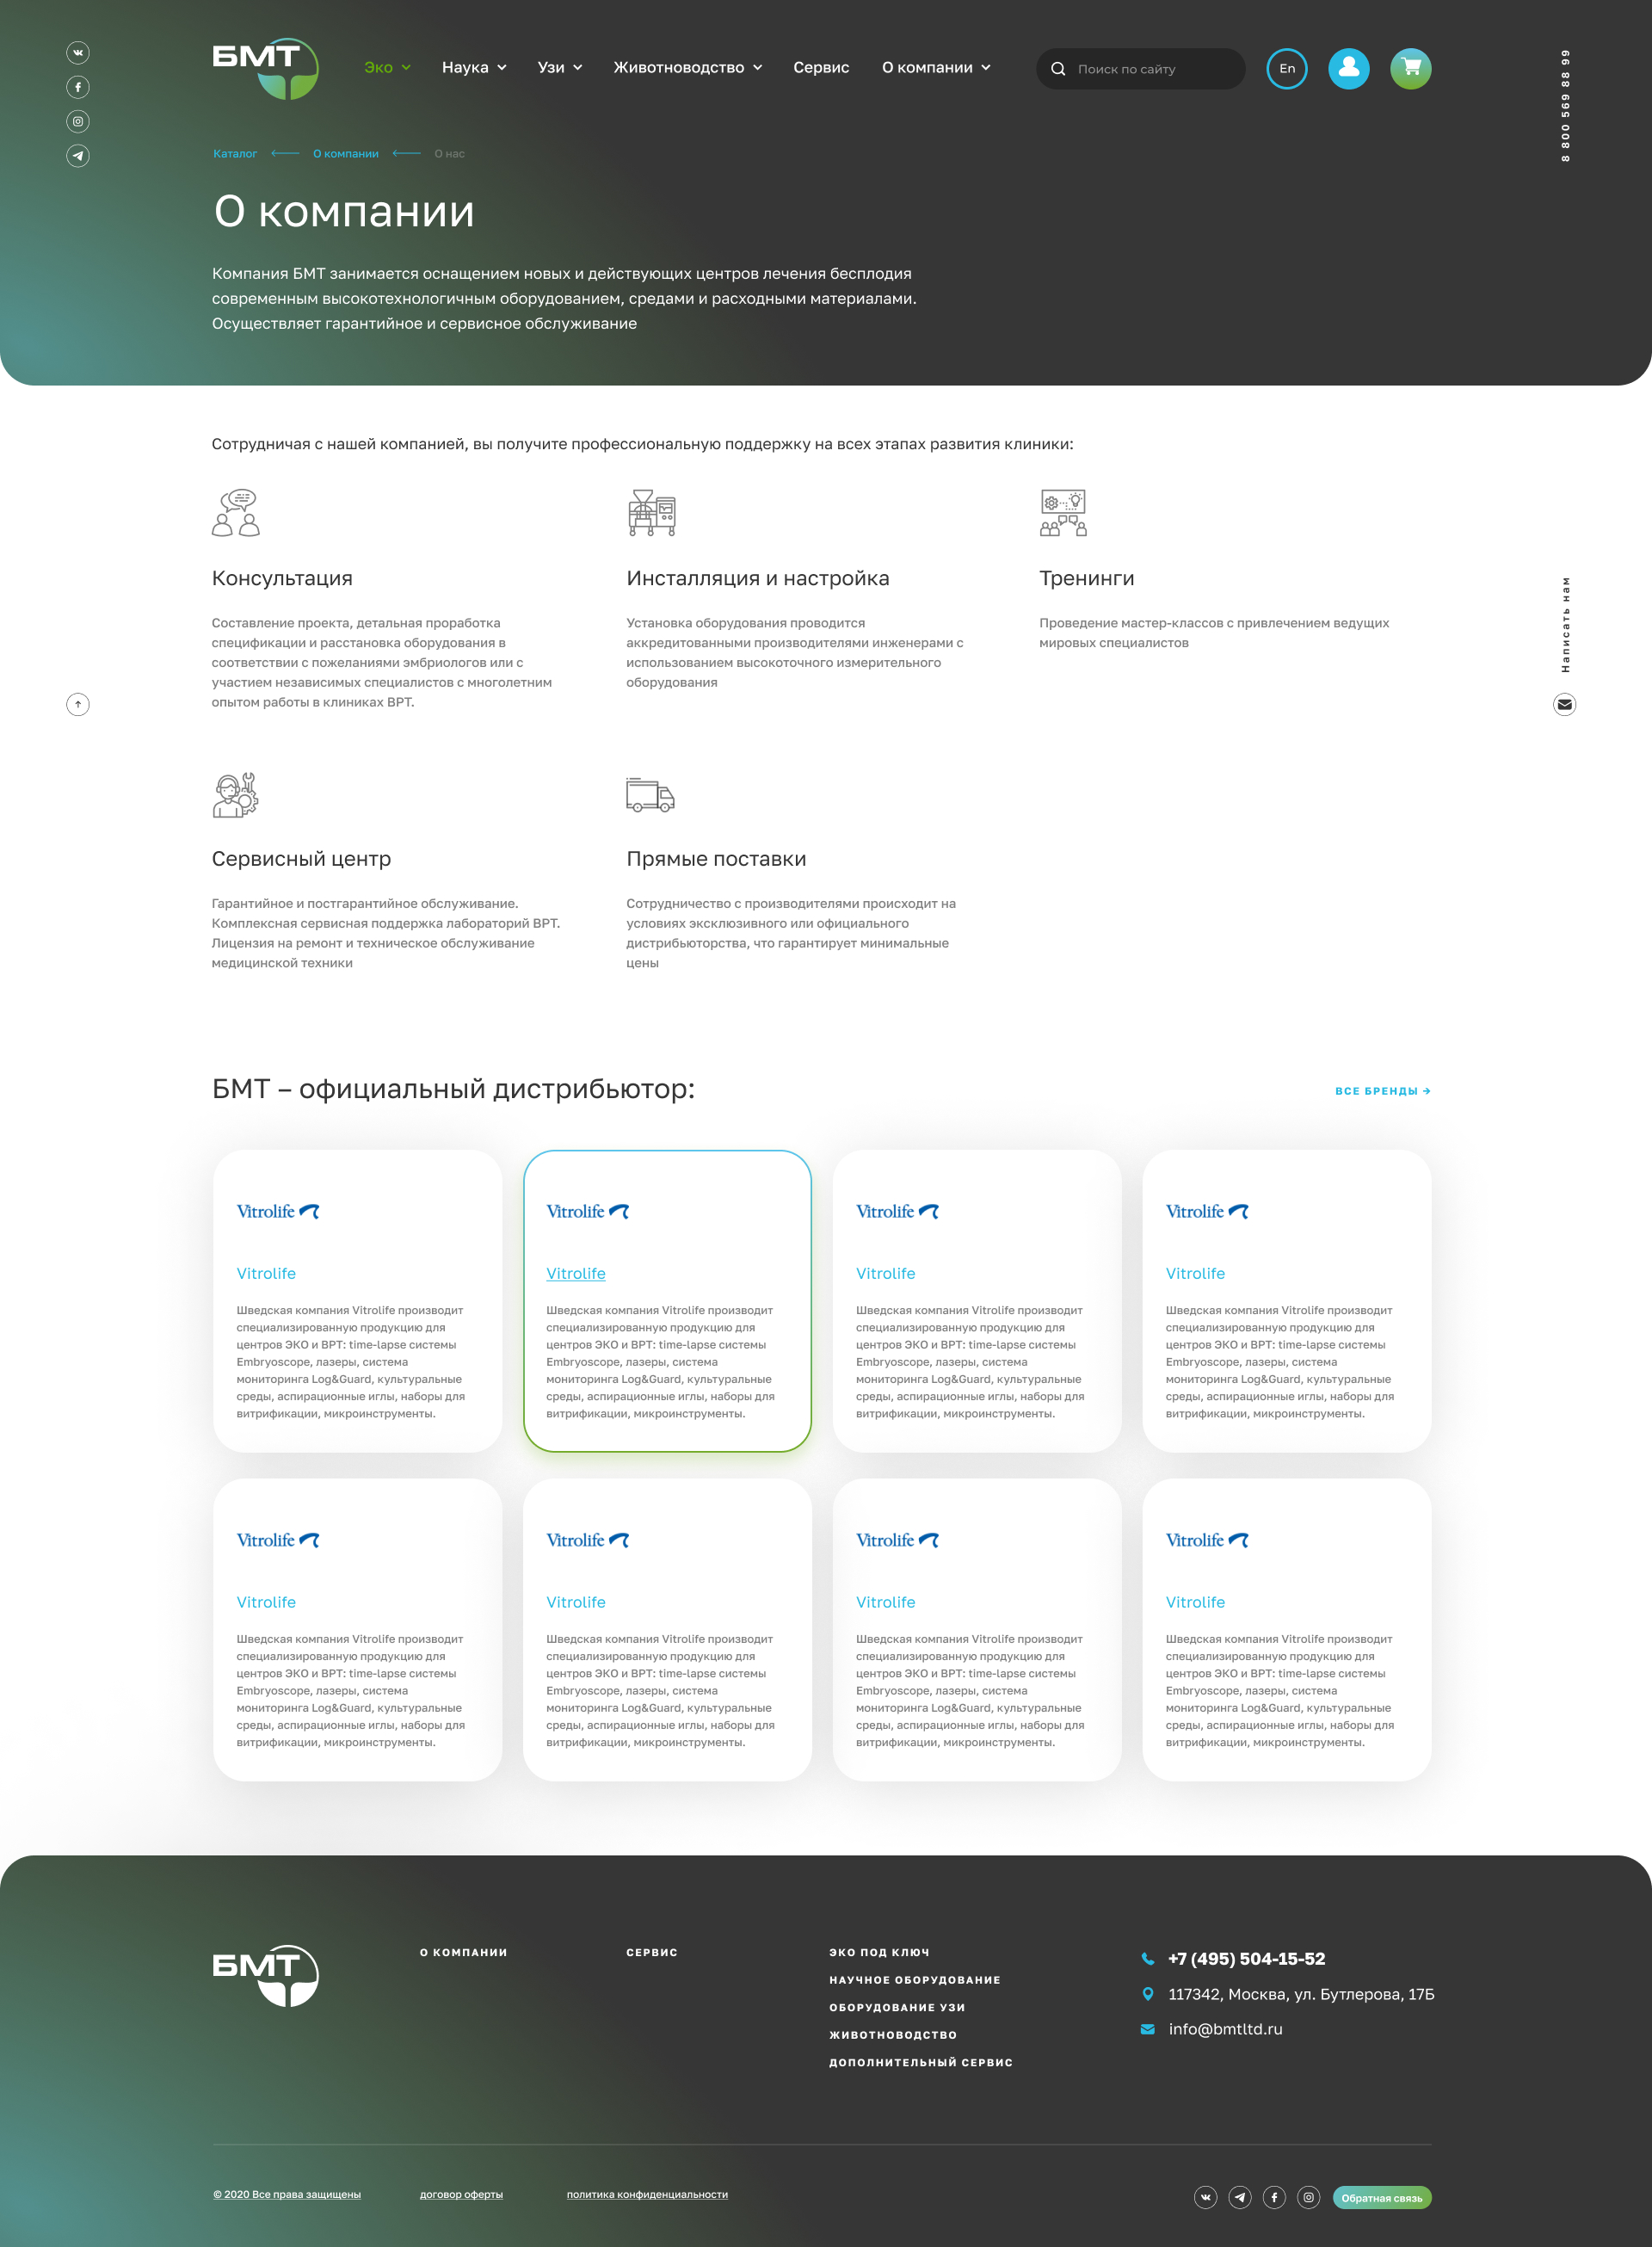 БМТ
Эко
Наука
Узи
Животноводство
Сервис
О компании
Поиск по сайту
En
8 800 569 88 99
Каталог
О компании
О нас
О компании
Компания БМТ занимается оснащением новых и действующих центров лечения бесплодия
современным высокотехнологичным оборудованием, средами и расходными материалами.
Осуществляет гарантийное и сервисное обслуживание
Сотрудничая с нашей компанией, вы получите профессиональную поддержку на всех этапах развития клиники:
Консультация
Составление проекта, детальная проработка
спецификации и расстановка оборудования в
соответствии с пожеланиями эмбриологов или с
участием независимых специалистов с многолетним
опытом работы в клиниках ВРТ.
Инсталляция и настройка
Установка оборудования проводится
аккредитованными производителями инженерами с
использованием высокоточного измерительного
оборудования
Тренинги
Проведение мастер-классов с привлечением ведущих
мировых специалистов
Написать нам
Сервисный центр
Гарантийное и постгарантийное обслуживание.
Комплексная сервисная поддержка лабораторий ВРТ.
Лицензия на ремонт и техническое обслуживание
медицинской техники
Прямые поставки
Сотрудничество с производителями происходит на
условиях эксклюзивного или официального
дистрибьюторства, что гарантирует минимальные
цены
БМТ – официальный дистрибьютор:
ВСЕ БРЕНДЫ →
Vitrolife
Vitrolife
Шведская компания Vitrolife производит
специализированную продукцию для
центров ЭКО и ВРТ: time-lapse системы
Embryoscope, лазеры, система
мониторинга Log&Guard, культуральные
среды, аспирационные иглы, наборы для
витрификации, микроинструменты.
Vitrolife
Vitrolife
Шведская компания Vitrolife производит
специализированную продукцию для
центров ЭКО и ВРТ: time-lapse системы
Embryoscope, лазеры, система
мониторинга Log&Guard, культуральные
среды, аспирационные иглы, наборы для
витрификации, микроинструменты.
Vitrolife
Vitrolife
Шведская компания Vitrolife производит
специализированную продукцию для
центров ЭКО и ВРТ: time-lapse системы
Embryoscope, лазеры, система
мониторинга Log&Guard, культуральные
среды, аспирационные иглы, наборы для
витрификации, микроинструменты.
Vitrolife
Vitrolife
Шведская компания Vitrolife производит
специализированную продукцию для
центров ЭКО и ВРТ: time-lapse системы
Embryoscope, лазеры, система
мониторинга Log&Guard, культуральные
среды, аспирационные иглы, наборы для
витрификации, микроинструменты.
Vitrolife
Vitrolife
Шведская компания Vitrolife производит
специализированную продукцию для
центров ЭКО и ВРТ: time-lapse системы
Embryoscope, лазеры, система
мониторинга Log&Guard, культуральные
среды, аспирационные иглы, наборы для
витрификации, микроинструменты.
Vitrolife
Vitrolife
Шведская компания Vitrolife производит
специализированную продукцию для
центров ЭКО и ВРТ: time-lapse системы
Embryoscope, лазеры, система
мониторинга Log&Guard, культуральные
среды, аспирационные иглы, наборы для
витрификации, микроинструменты.
Vitrolife
Vitrolife
Шведская компания Vitrolife производит
специализированную продукцию для
центров ЭКО и ВРТ: time-lapse системы
Embryoscope, лазеры, система
мониторинга Log&Guard, культуральные
среды, аспирационные иглы, наборы для
витрификации, микроинструменты.
Vitrolife
Vitrolife
Шведская компания Vitrolife производит
специализированную продукцию для
центров ЭКО и ВРТ: time-lapse системы
Embryoscope, лазеры, система
мониторинга Log&Guard, культуральные
среды, аспирационные иглы, наборы для
витрификации, микроинструменты.
БМТ
О КОМПАНИИ
СЕРВИС
ЭКО ПОД КЛЮЧ
НАУЧНОЕ ОБОРУДОВАНИЕ
ОБОРУДОВАНИЕ УЗИ
ЖИВОТНОВОДСТВО
ДОПОЛНИТЕЛЬНЫЙ СЕРВИС
+7 (495) 504-15-52
117342, Москва, ул. Бутлерова, 17Б
info@bmtltd.ru
© 2020 Все права защищены
договор оферты
политика конфиденциальности
Обратная связь